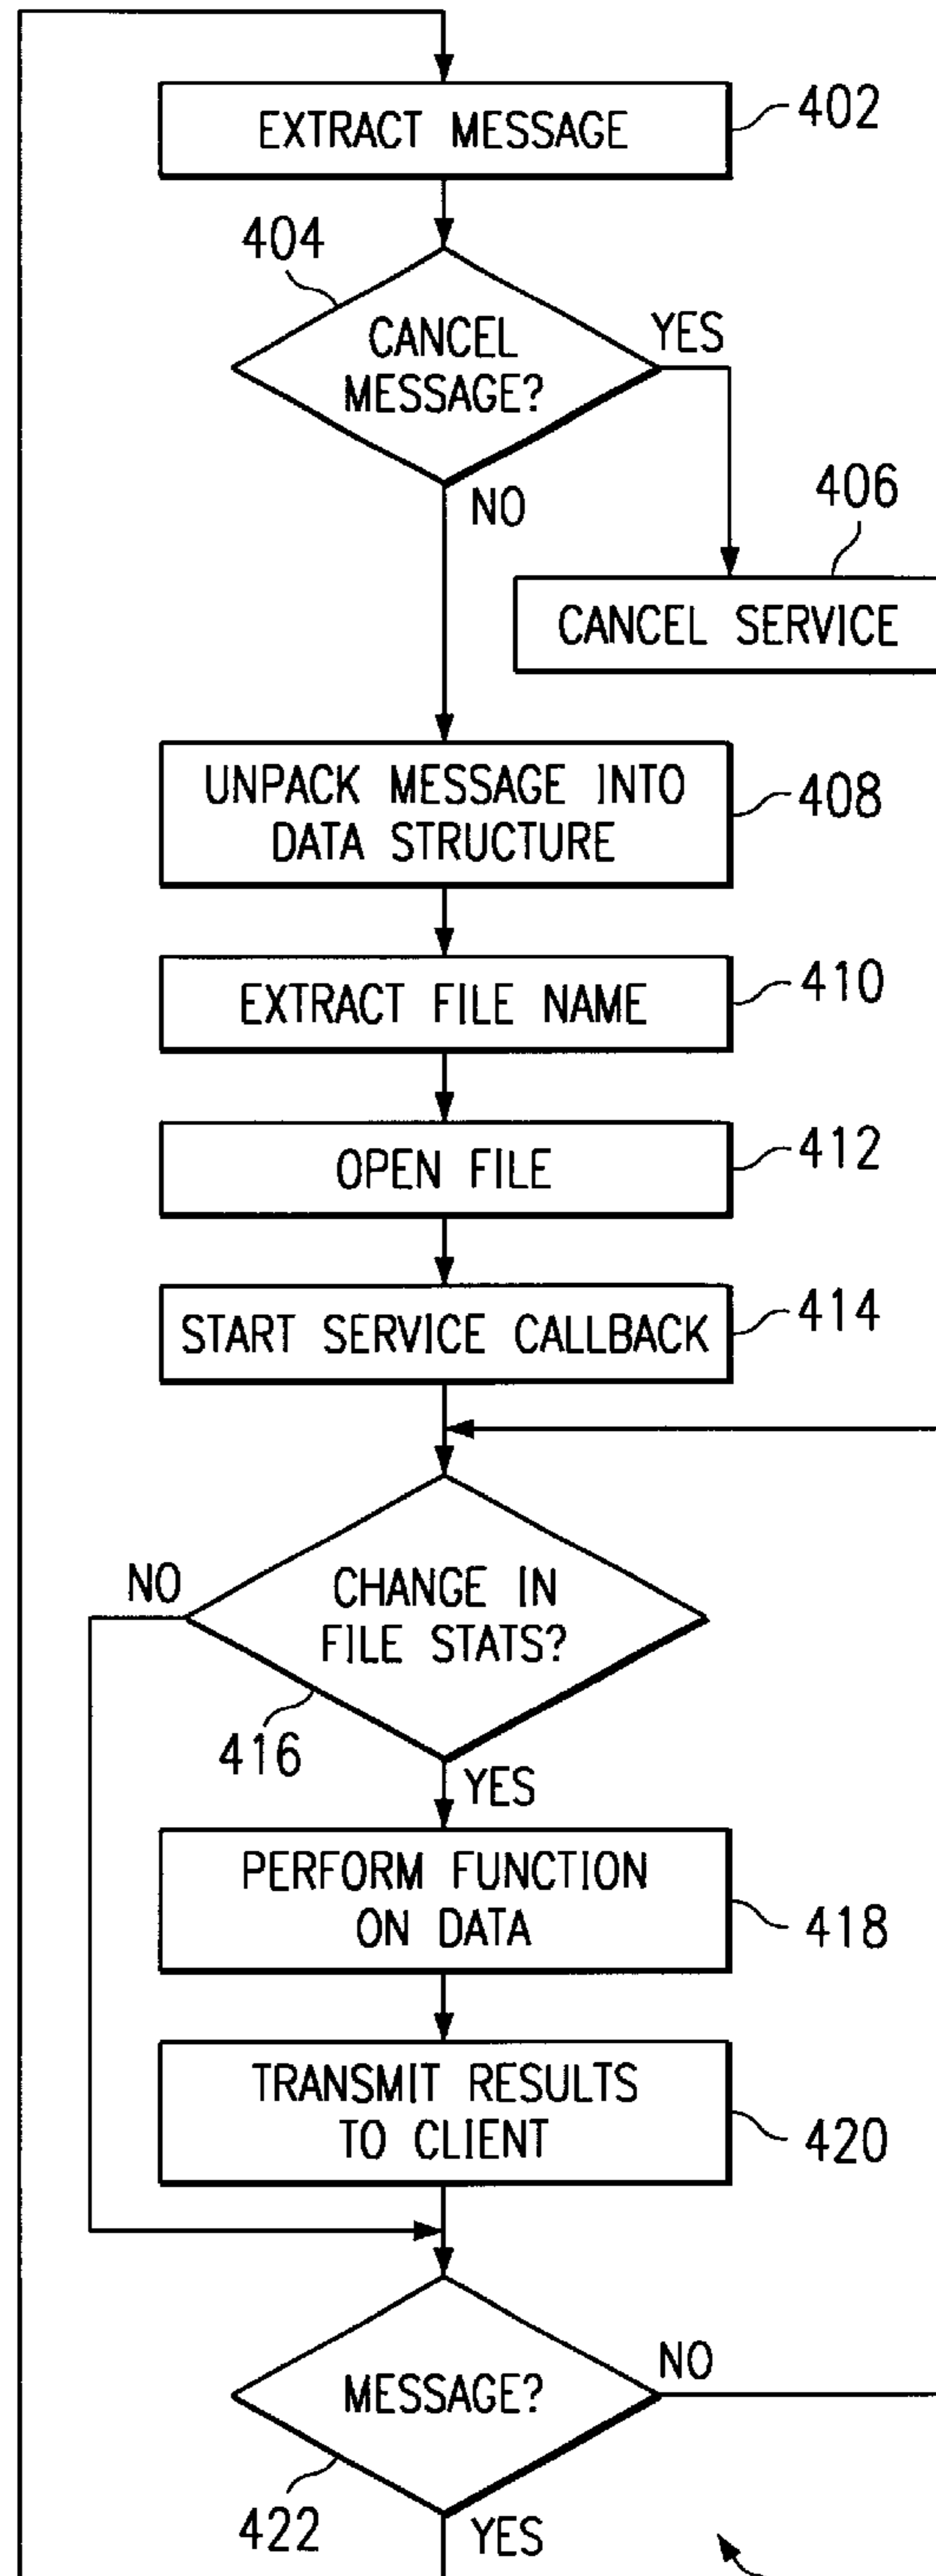 EXTRACT MESSAGE
402
404
CANCEL
MESSAGE?
YES
NO
406
CANCEL SERVICE
UNPACK MESSAGE INTO
DATA STRUCTURE
408
EXTRACT FILE NAME
410
OPEN FILE
412
START SERVICE CALLBACK
414
NO
CHANGE IN
FILE STATS?
416
YES
PERFORM FUNCTION
ON DATA
418
TRANSMIT RESULTS
TO CLIENT
420
MESSAGE?
NO
422
YES